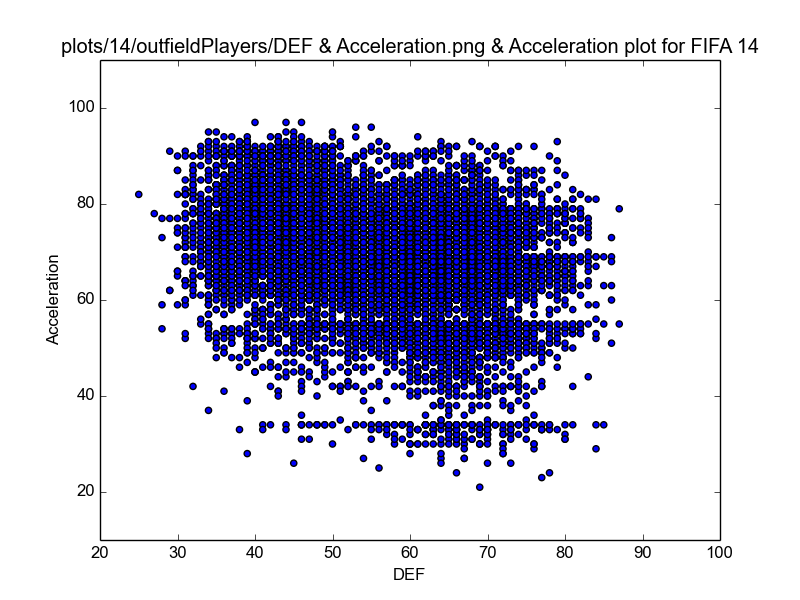 plots/14/outfieldPlayers/DEF & Acceleration.png & Acceleration plot for FIFA 14
100
80
60
40
20
Acceleration
20 30 40 50 60 70 80 90 100
DEF